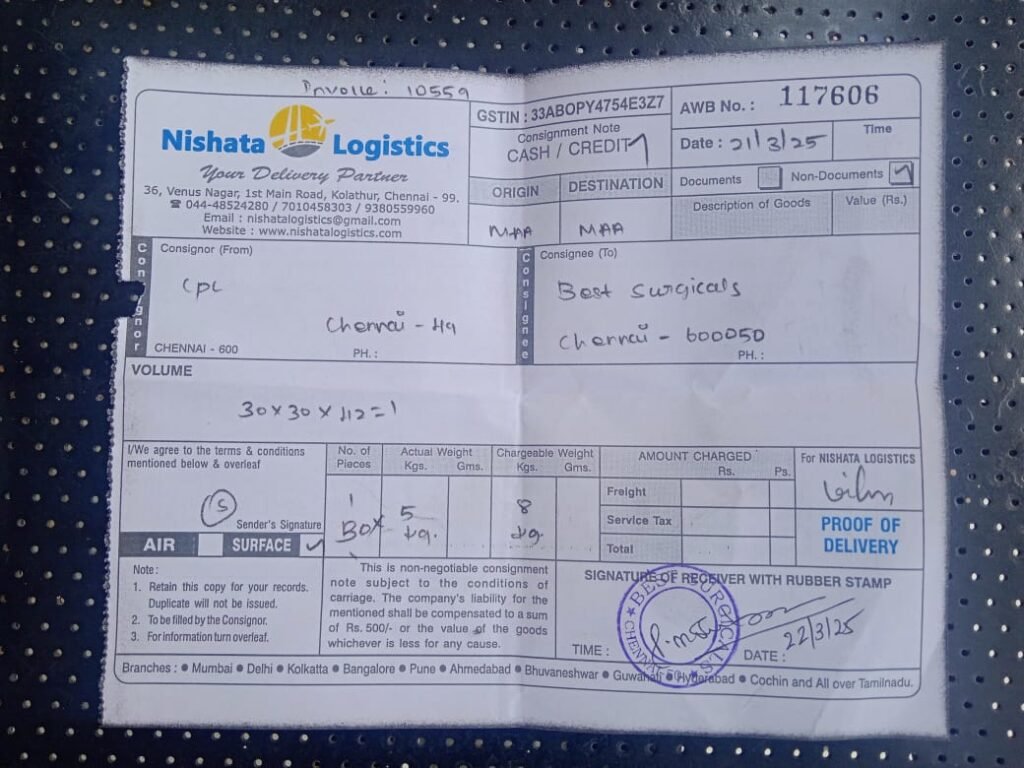 Invoice: 10559
Nishata Logistics
Your Delivery Partner
36, Venus Nagar, 1st Main Road, Kolathur, Chennai - 99.
☎ 044-48524280 / 7010458303 / 9380559960
Email : nishatalogistics@gmail.com
Website : www.nishatalogistics.com
GSTIN : 33ABOPY4754E3Z7
Consignment Note
CASH / CREDIT
ORIGIN DESTINATION
MAA MAA
AWB No. : 117606
Date : 21/3/25 Time
Documents Non-Documents ✓
Description of Goods Value (Rs.)
Consignor
Consignor (From)
CPL
Chennai - 49
CHENNAI - 600 PH. :
Consignee
Consignee (To)
Best Surgicals
Chennai - 600050
PH. :
VOLUME
30 x 30 x 42 = 1
I/We agree to the terms & conditions
mentioned below & overleaf
Sender's Signature
AIR SURFACE ✓
No. of
Pieces
1
Box
Actual Weight
Kgs. Gms.
5
kg.
Chargeable Weight
Kgs. Gms.
8
kg.
AMOUNT CHARGED
Rs. Ps.
Freight
Service Tax
Total
For NISHATA LOGISTICS
PROOF OF
DELIVERY
Note :
1. Retain this copy for your records.
Duplicate will not be issued.
2. To be filled by the Consignor.
3. For information turn overleaf.
This is non-negotiable consignment
note subject to the conditions of
carriage. The company's liability for the
mentioned shall be compensated to a sum
of Rs. 500/- or the value of the goods
whichever is less for any cause.
SIGNATURE OF RECEIVER WITH RUBBER STAMP
★ BEST SURGICALS ★ CHENNAI
TIME : DATE : 22/3/25
Branches : ● Mumbai ● Delhi ● Kolkatta ● Bangalore ● Pune ● Ahmedabad ● Bhuvaneshwar ● Guwahati ● Hyderabad ● Cochin and All over Tamilnadu.